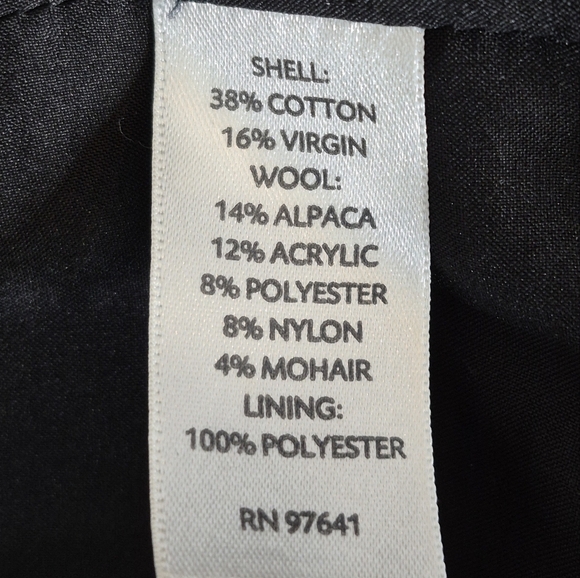 SHELL:
38% COTTON
16% VIRGIN
WOOL:
14% ALPACA
12% ACRYLIC
8% POLYESTER
8% NYLON
4% MOHAIR
LINING:
100% POLYESTER
RN 97641